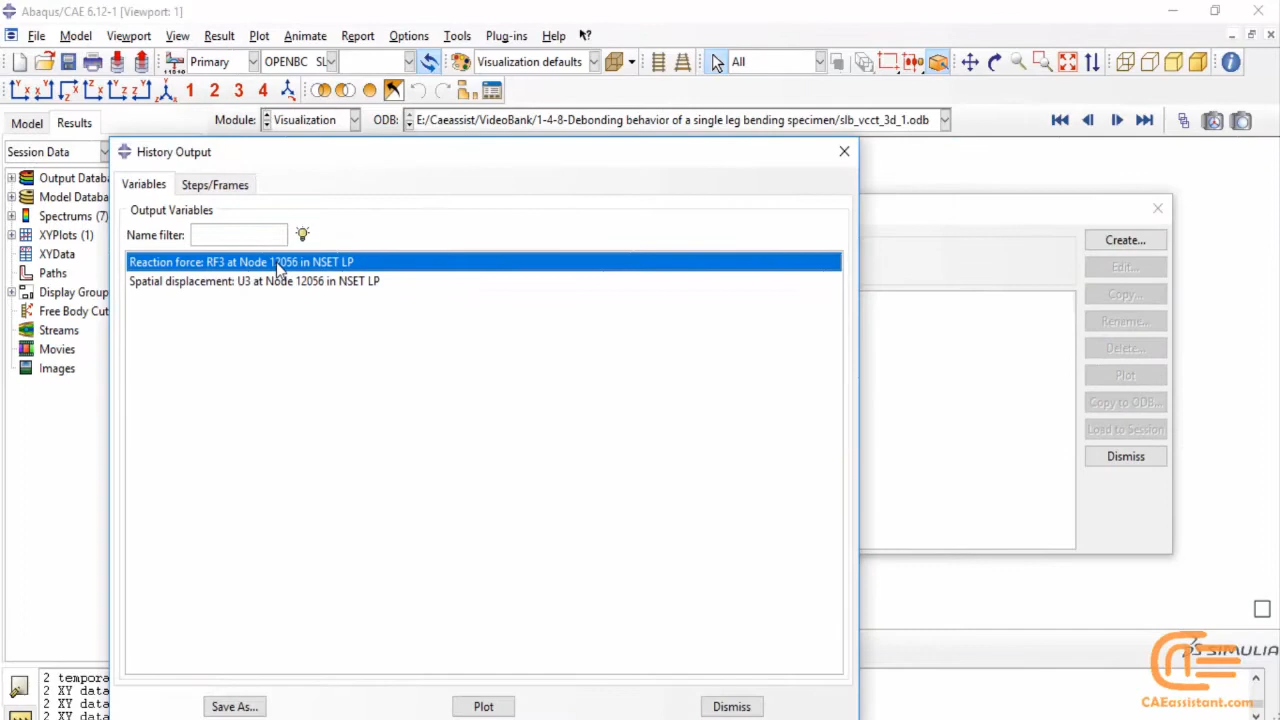 Abaqus/CAE 6.12-1 [Viewport: 1]
File Model Viewport View Result Plot Animate Report Options Tools Plug-ins Help
Primary OPENBC SL Visualization defaults All
1 2 3 4
Model Results Module: Visualization ODB: E:/Caeassist/VideoBank/1-4-8-Debonding behavior of a single leg bending specimen/slb_vcct_3d_1.odb
Session Data
Output Databa
Model Databa
Spectrums (7)
XYPlots (1)
XYData
Paths
Display Group
Free Body Cut
Streams
Movies
Images
History Output
Variables Steps/Frames
Output Variables
Name filter:
Reaction force: RF3 at Node 12056 in NSET LP
Spatial displacement: U3 at Node 12056 in NSET LP
Save As... Plot Dismiss
Create...
Edit...
Copy...
Rename...
Delete...
Plot
Copy to ODB...
Load to Session
Dismiss
2 tempora
2 XY data
2 XY data
2 XY data
SIMULIA
CAEassistant.com